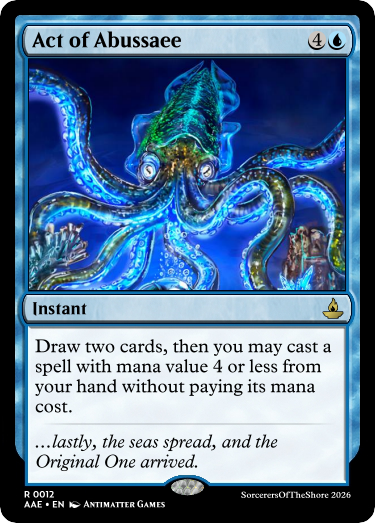 Act of Abussaee 4
Instant
Draw two cards, then you may cast a
spell with mana value 4 or less from
your hand without paying its mana
cost.
…lastly, the seas spread, and the
Original One arrived.
R 0012
AAE • EN Antimatter Games SorcerersOfTheShore 2026